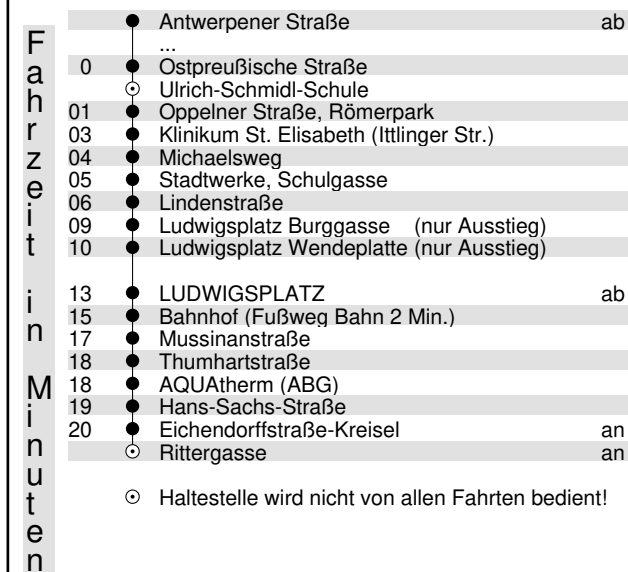 Fahrzeit in Minuten
Antwerpener Straße ab
...
0 Ostpreußische Straße
Ulrich-Schmidl-Schule
01 Oppelner Straße, Römerpark
03 Klinikum St. Elisabeth (Ittlinger Str.)
04 Michaelsweg
05 Stadtwerke, Schulgasse
06 Lindenstraße
09 Ludwigsplatz Burggasse (nur Ausstieg)
10 Ludwigsplatz Wendeplatte (nur Ausstieg)
13 LUDWIGSPLATZ ab
15 Bahnhof (Fußweg Bahn 2 Min.)
17 Mussinanstraße
18 Thumhartstraße
18 AQUAtherm (ABG)
19 Hans-Sachs-Straße
20 Eichendorffstraße-Kreisel an
Rittergasse an
Haltestelle wird nicht von allen Fahrten bedient!